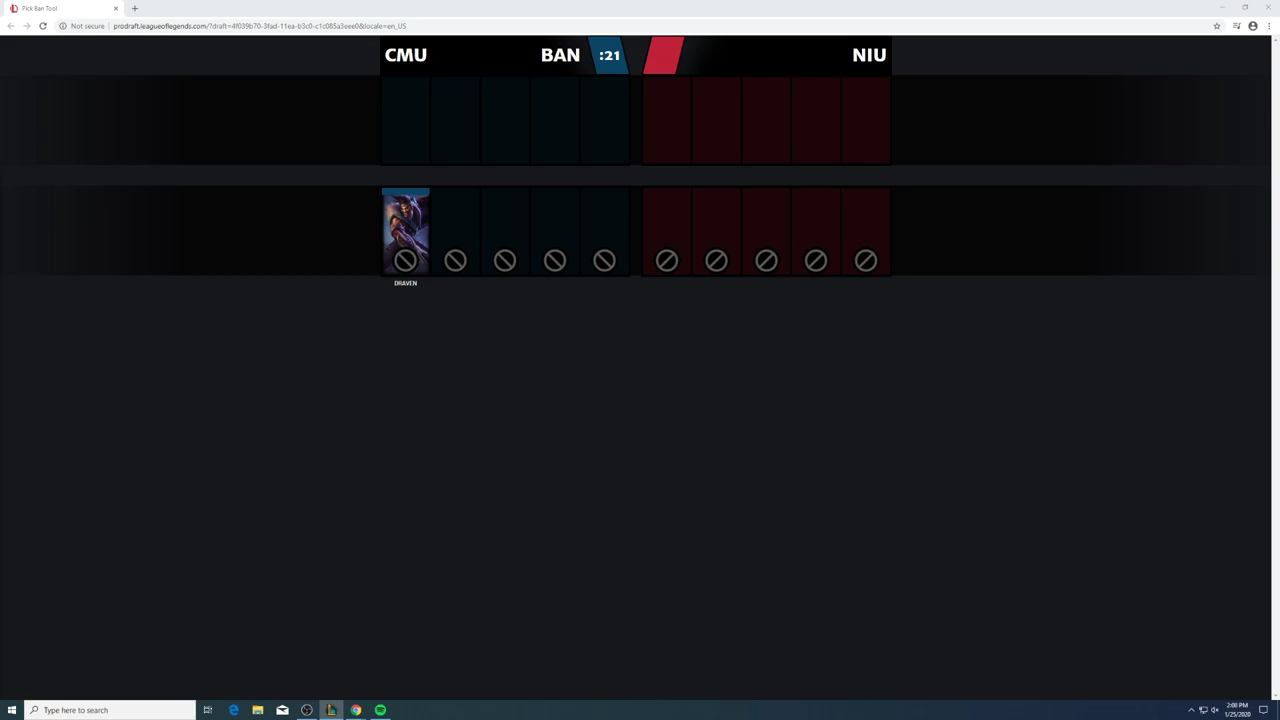 Pick Ban Tool
Not secure
prodraft.leagueoflegends.com/?draft=4f039b70-3fad-11ea-b3c0-c1c085a3eee0&locale=en_US
CMU
BAN
:21
NIU
DRAVEN
Type here to search
2:08 PM
1/25/2020